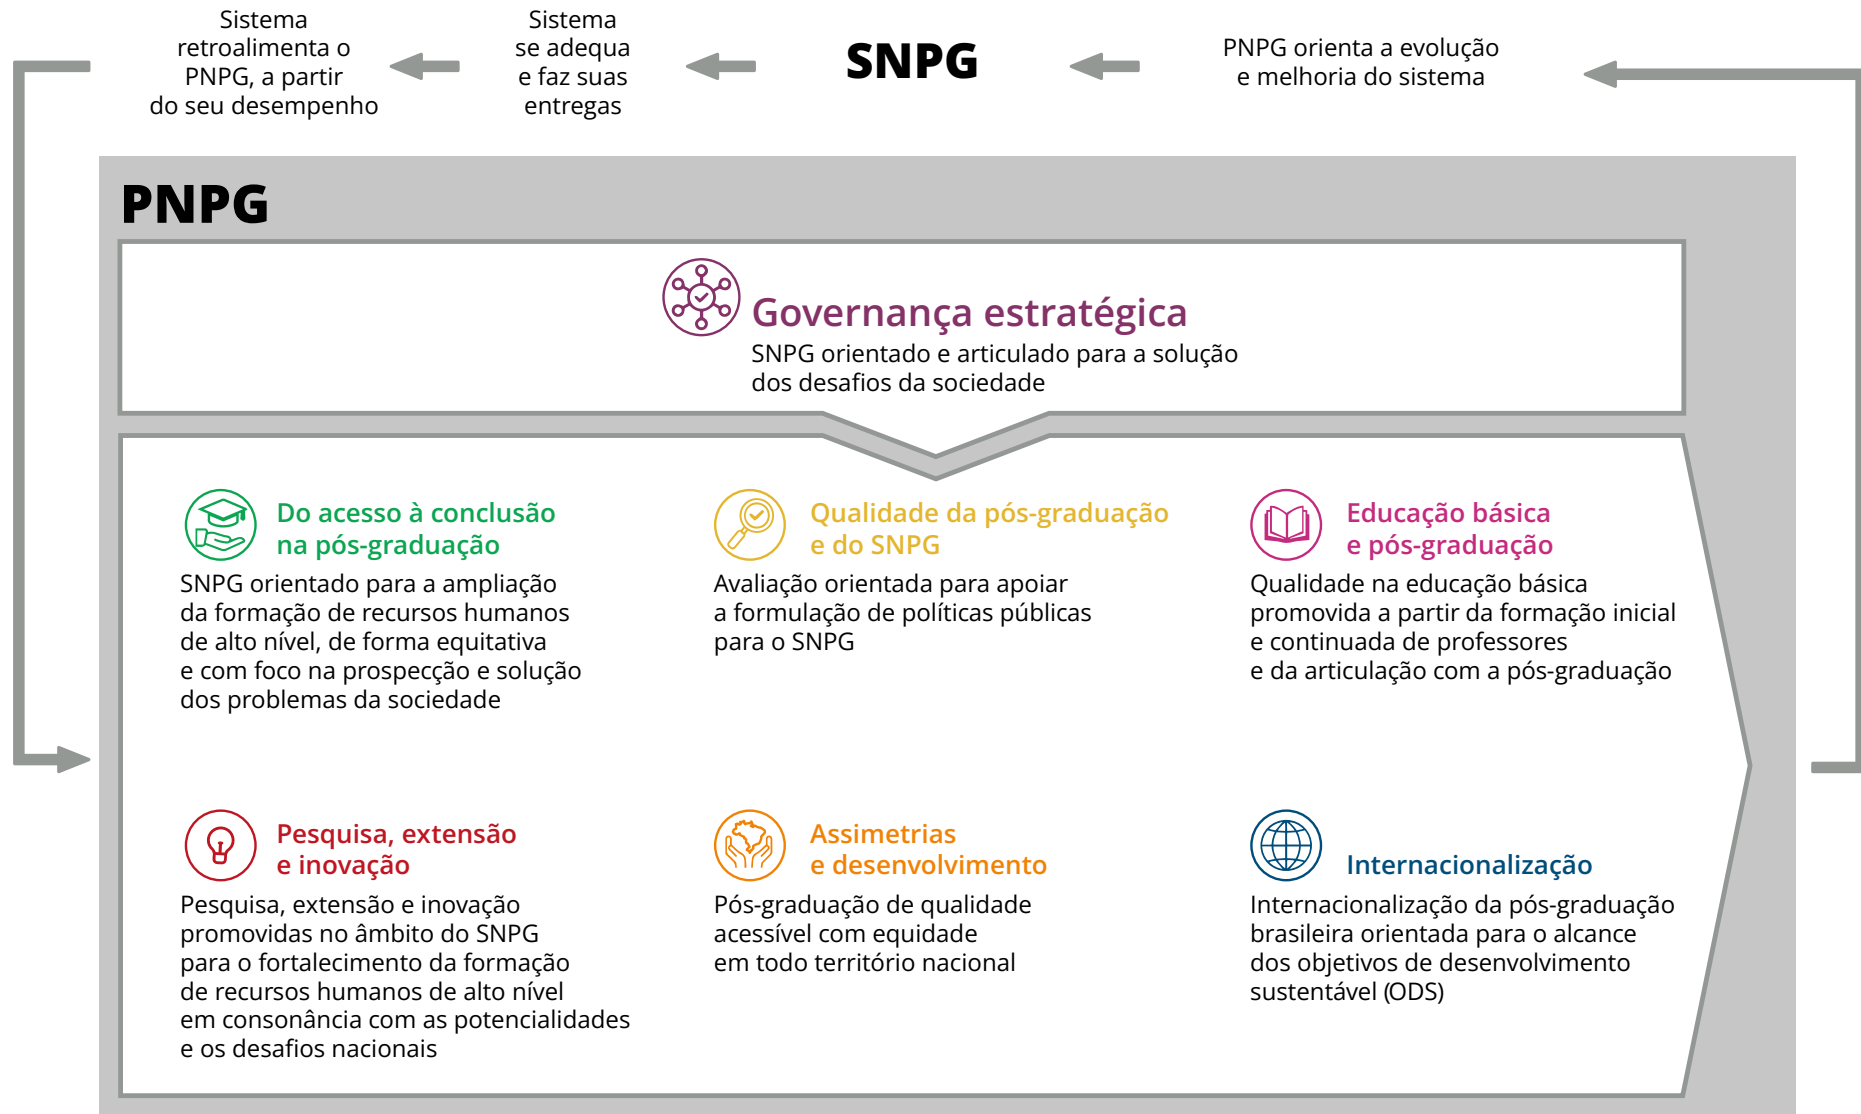 Sistema
retroalimenta o
PNPG, a partir
do seu desempenho
Sistema
se adequa
e faz suas
entregas
SNPG
PNPG orienta a evolução
e melhoria do sistema
PNPG
Governança estratégica
SNPG orientado e articulado para a solução
dos desafios da sociedade
Do acesso à conclusão
na pós-graduação
SNPG orientado para a ampliação
da formação de recursos humanos
de alto nível, de forma equitativa
e com foco na prospecção e solução
dos problemas da sociedade
Qualidade da pós-graduação
e do SNPG
Avaliação orientada para apoiar
a formulação de políticas públicas
para o SNPG
Educação básica
e pós-graduação
Qualidade na educação básica
promovida a partir da formação inicial
e continuada de professores
e da articulação com a pós-graduação
Pesquisa, extensão
e inovação
Pesquisa, extensão e inovação
promovidas no âmbito do SNPG
para o fortalecimento da formação
de recursos humanos de alto nível
em consonância com as potencialidades
e os desafios nacionais
Assimetrias
e desenvolvimento
Pós-graduação de qualidade
acessível com equidade
em todo território nacional
Internacionalização
Internacionalização da pós-graduação
brasileira orientada para o alcance
dos objetivos de desenvolvimento
sustentável (ODS)